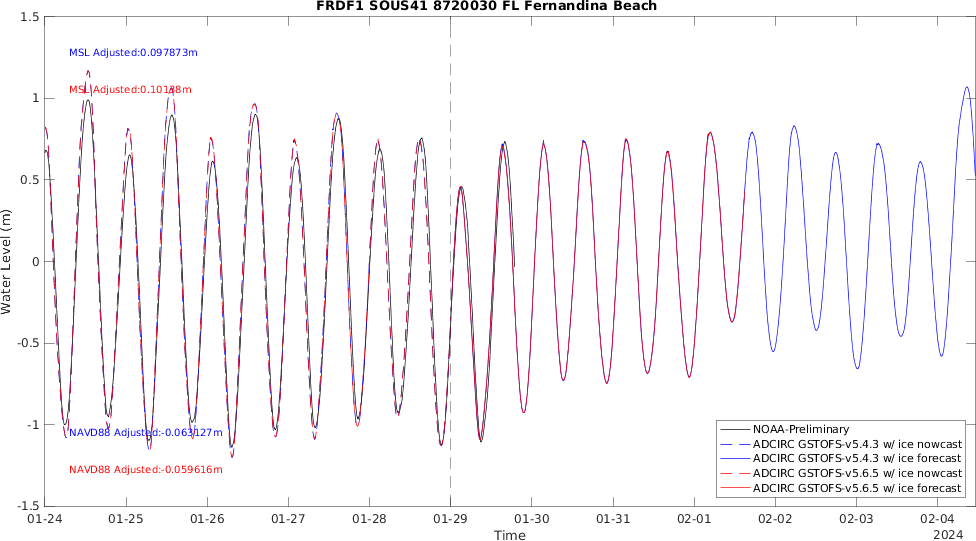 FRDF1 SOUS41 8720030 FL Fernandina Beach
1.5
1
0.5
0
-0.5
-1
-1.5
Water Level (m)
MSL Adjusted:0.097873m
MSL Adjusted:0.10188m
NAVD88 Adjusted:-0.063127m
NAVD88 Adjusted:-0.059616m
NOAA-Preliminary
ADCIRC GSTOFS-v5.4.3 w/ ice nowcast
ADCIRC GSTOFS-v5.4.3 w/ ice forecast
ADCIRC GSTOFS-v5.6.5 w/ ice nowcast
ADCIRC GSTOFS-v5.6.5 w/ ice forecast
01-24 01-25 01-26 01-27 01-28 01-29 01-30 01-31 02-01 02-02 02-03 02-04
Time
2024